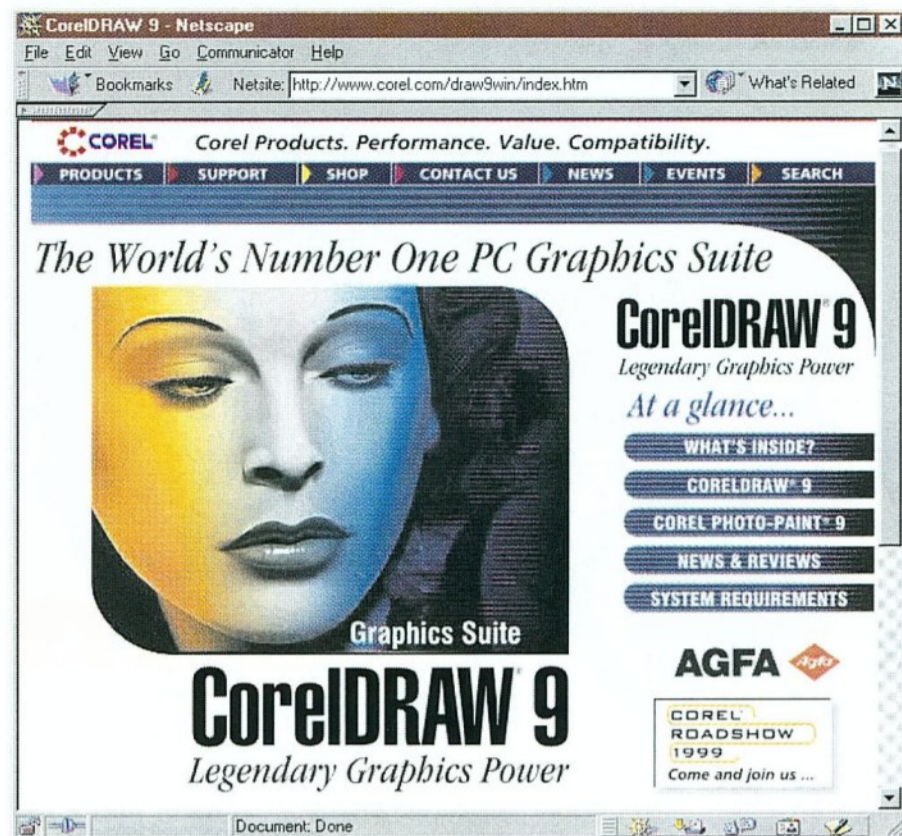 CorelDRAW 9 - Netscape
File Edit View Go Communicator Help
Bookmarks Netsite: http://www.corel.com/draw9win/index.htm What's Related N
COREL® Corel Products. Performance. Value. Compatibility.
PRODUCTS SUPPORT SHOP CONTACT US NEWS EVENTS SEARCH
The World's Number One PC Graphics Suite
CorelDRAW® 9
Legendary Graphics Power
At a glance...
WHAT'S INSIDE?
CORELDRAW® 9
COREL PHOTO-PAINT® 9
NEWS & REVIEWS
SYSTEM REQUIREMENTS
Graphics Suite
CorelDRAW® 9
Legendary Graphics Power
AGFA Agfa
COREL®
ROADSHOW
1999
Come and join us ...
Document: Done